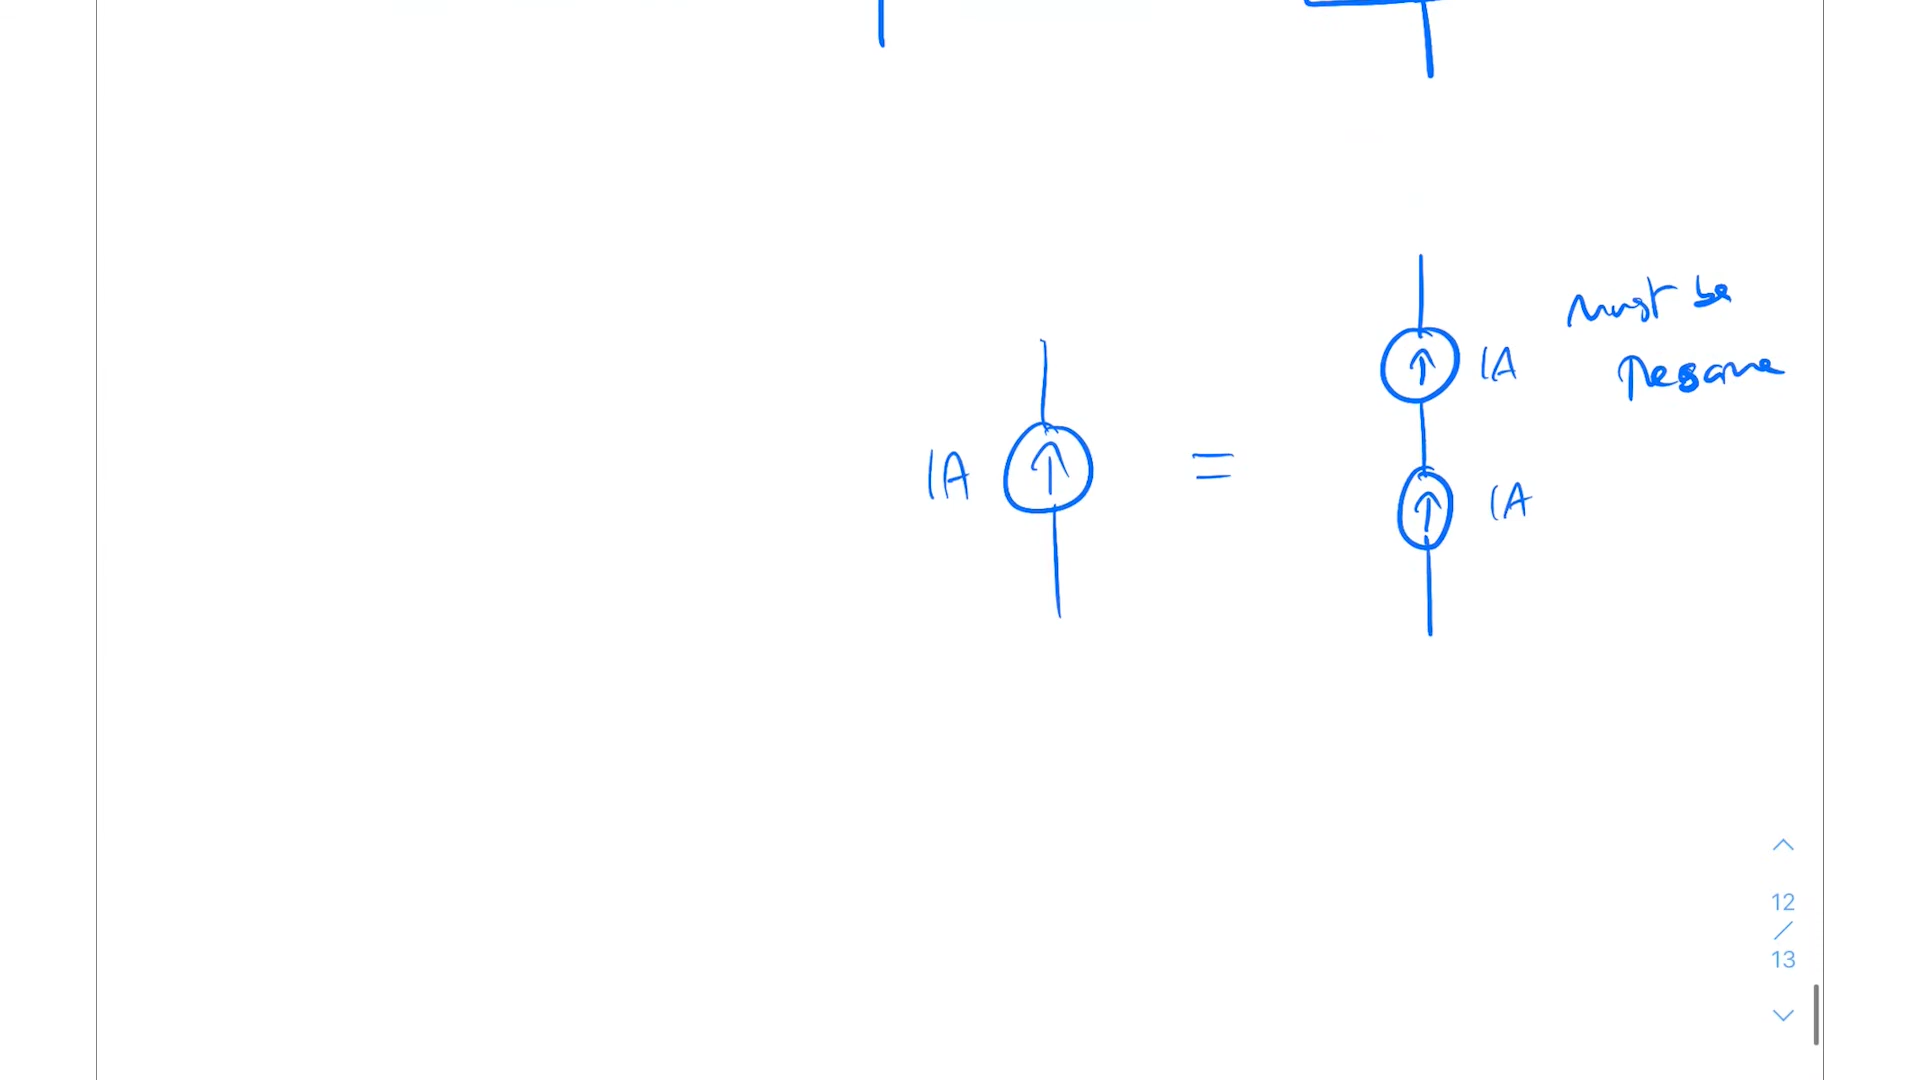 must be
the same
1A
1A
=
1A
12
/
13